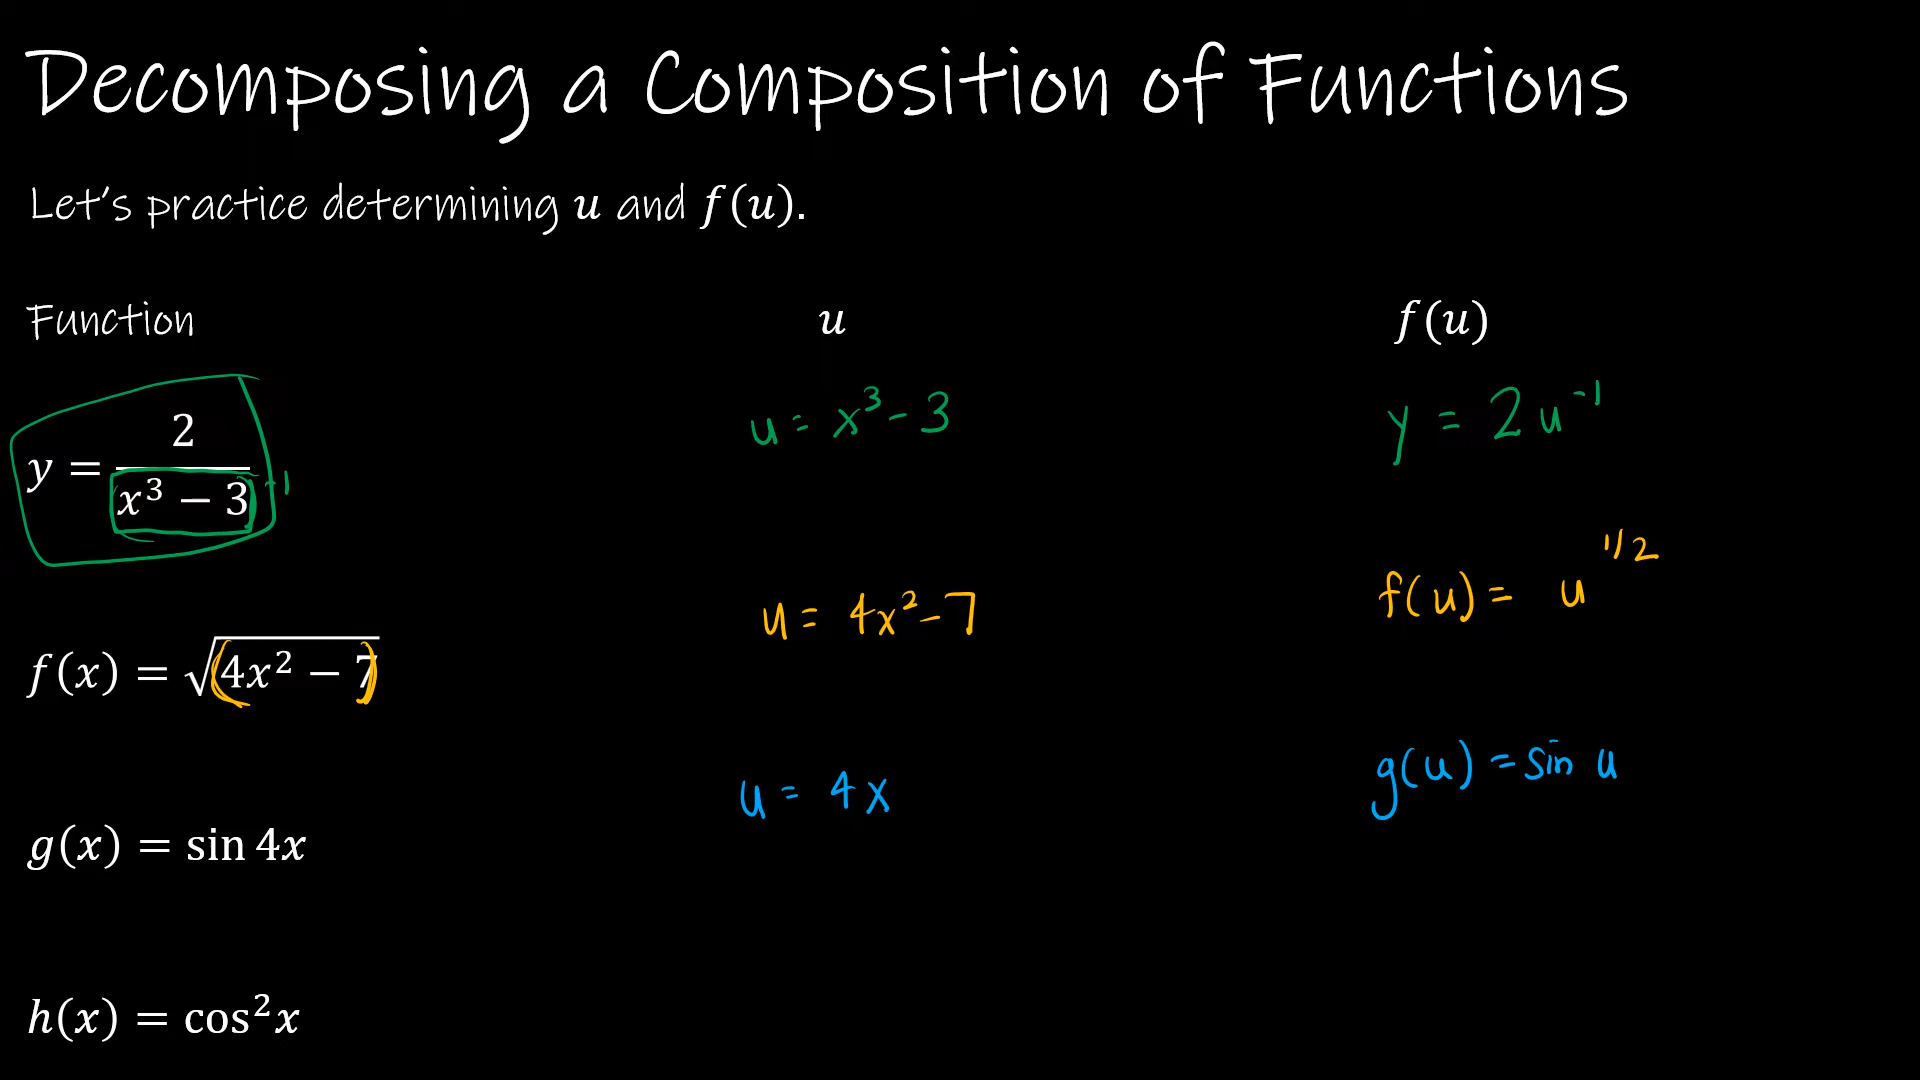 Decomposing a Composition of Functions
Let's practice determining u and f(u).
Function u f(u)
y = 2/(x³ − 3) ⁻¹ u = x³ − 3 y = 2u⁻¹
f(x) = √(4x² − 7) u = 4x² − 7 f(u) = u^1/2
g(x) = sin 4x u = 4x g(u) = sin u
h(x) = cos²x